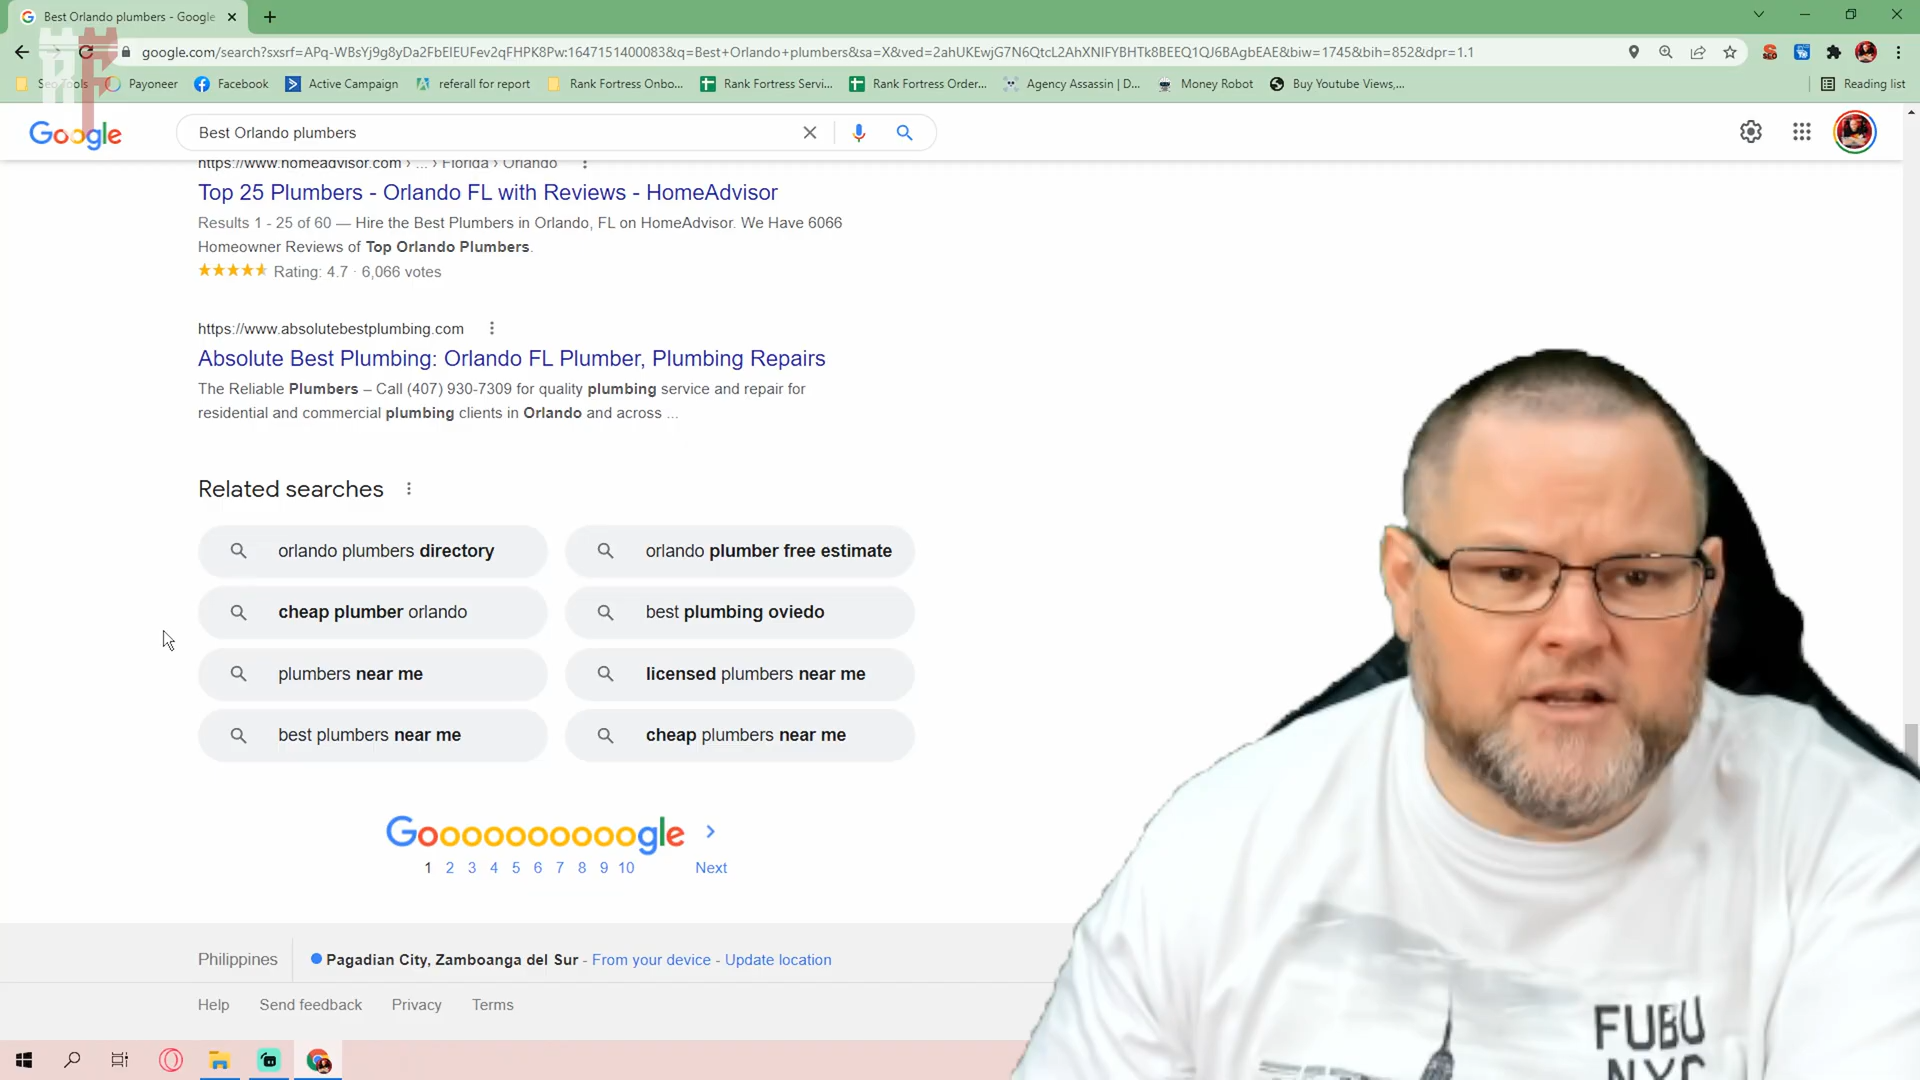 Best Orlando plumbers - Google
google.com/search?sxsrf=APq-WBsYj9g8yDa2FbElEUFev2qFHPK8Pw:1647151400083&q=Best+Orlando+plumbers&sa=X&ved=2ahUKEwjG7N6QtcL2AhXNIFYBHTk8BEEQ1QJ6BAgbEAE&biw=1745&bih=852&dpr=1.1
Seo Tools Payoneer Facebook Active Campaign referall for report Rank Fortress Onbo... Rank Fortress Servi... Rank Fortress Order... Agency Assassin | D... Money Robot Buy Youtube Views,... Reading list
Google Best Orlando plumbers
https://www.homeadvisor.com › ... › Florida › Orlando
Top 25 Plumbers - Orlando FL with Reviews - HomeAdvisor
Results 1 - 25 of 60 — Hire the Best Plumbers in Orlando, FL on HomeAdvisor. We Have 6066
Homeowner Reviews of Top Orlando Plumbers.
Rating: 4.7 · 6,066 votes
https://www.absolutebestplumbing.com
Absolute Best Plumbing: Orlando FL Plumber, Plumbing Repairs
The Reliable Plumbers – Call (407) 930-7309 for quality plumbing service and repair for
residential and commercial plumbing clients in Orlando and across ...
Related searches
orlando plumbers directory orlando plumber free estimate
cheap plumber orlando best plumbing oviedo
plumbers near me licensed plumbers near me
best plumbers near me cheap plumbers near me
Goooooooooogle
1 2 3 4 5 6 7 8 9 10 Next
Philippines Pagadian City, Zamboanga del Sur - From your device - Update location
Help Send feedback Privacy Terms
FUBU
NYC